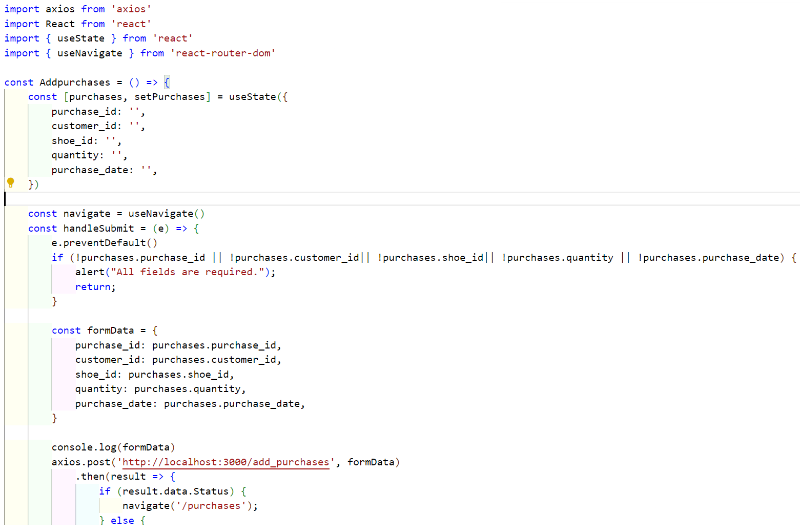 import axios from 'axios'
import React from 'react'
import { useState } from 'react'
import { useNavigate } from 'react-router-dom'
const Addpurchases = () => {
const [purchases, setPurchases] = useState({
purchase_id: '',
customer_id: '',
shoe_id: '',
quantity: '',
purchase_date: '',
})
const navigate = useNavigate()
const handleSubmit = (e) => {
e.preventDefault()
if (!purchases.purchase_id || !purchases.customer_id|| !purchases.shoe_id|| !purchases.quantity || !purchases.purchase_date) {
alert("All fields are required.");
return;
}
const formData = {
purchase_id: purchases.purchase_id,
customer_id: purchases.customer_id,
shoe_id: purchases.shoe_id,
quantity: purchases.quantity,
purchase_date: purchases.purchase_date,
}
console.log(formData)
axios.post('http://localhost:3000/add_purchases', formData)
.then(result => {
if (result.data.Status) {
navigate('/purchases');
} else {